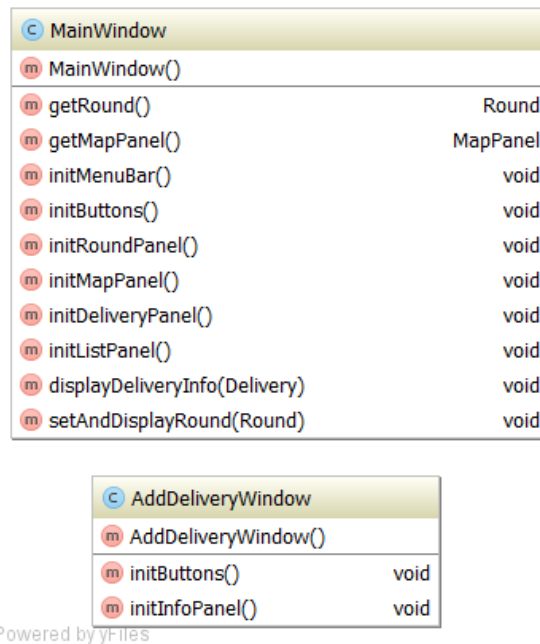 C MainWindow
m MainWindow()
m getRound() Round
m getMapPanel() MapPanel
m initMenuBar() void
m initButtons() void
m initRoundPanel() void
m initMapPanel() void
m initDeliveryPanel() void
m initListPanel() void
m displayDeliveryInfo(Delivery) void
m setAndDisplayRound(Round) void
C AddDeliveryWindow
m AddDeliveryWindow()
m initButtons() void
m initInfoPanel() void
Powered by yFiles